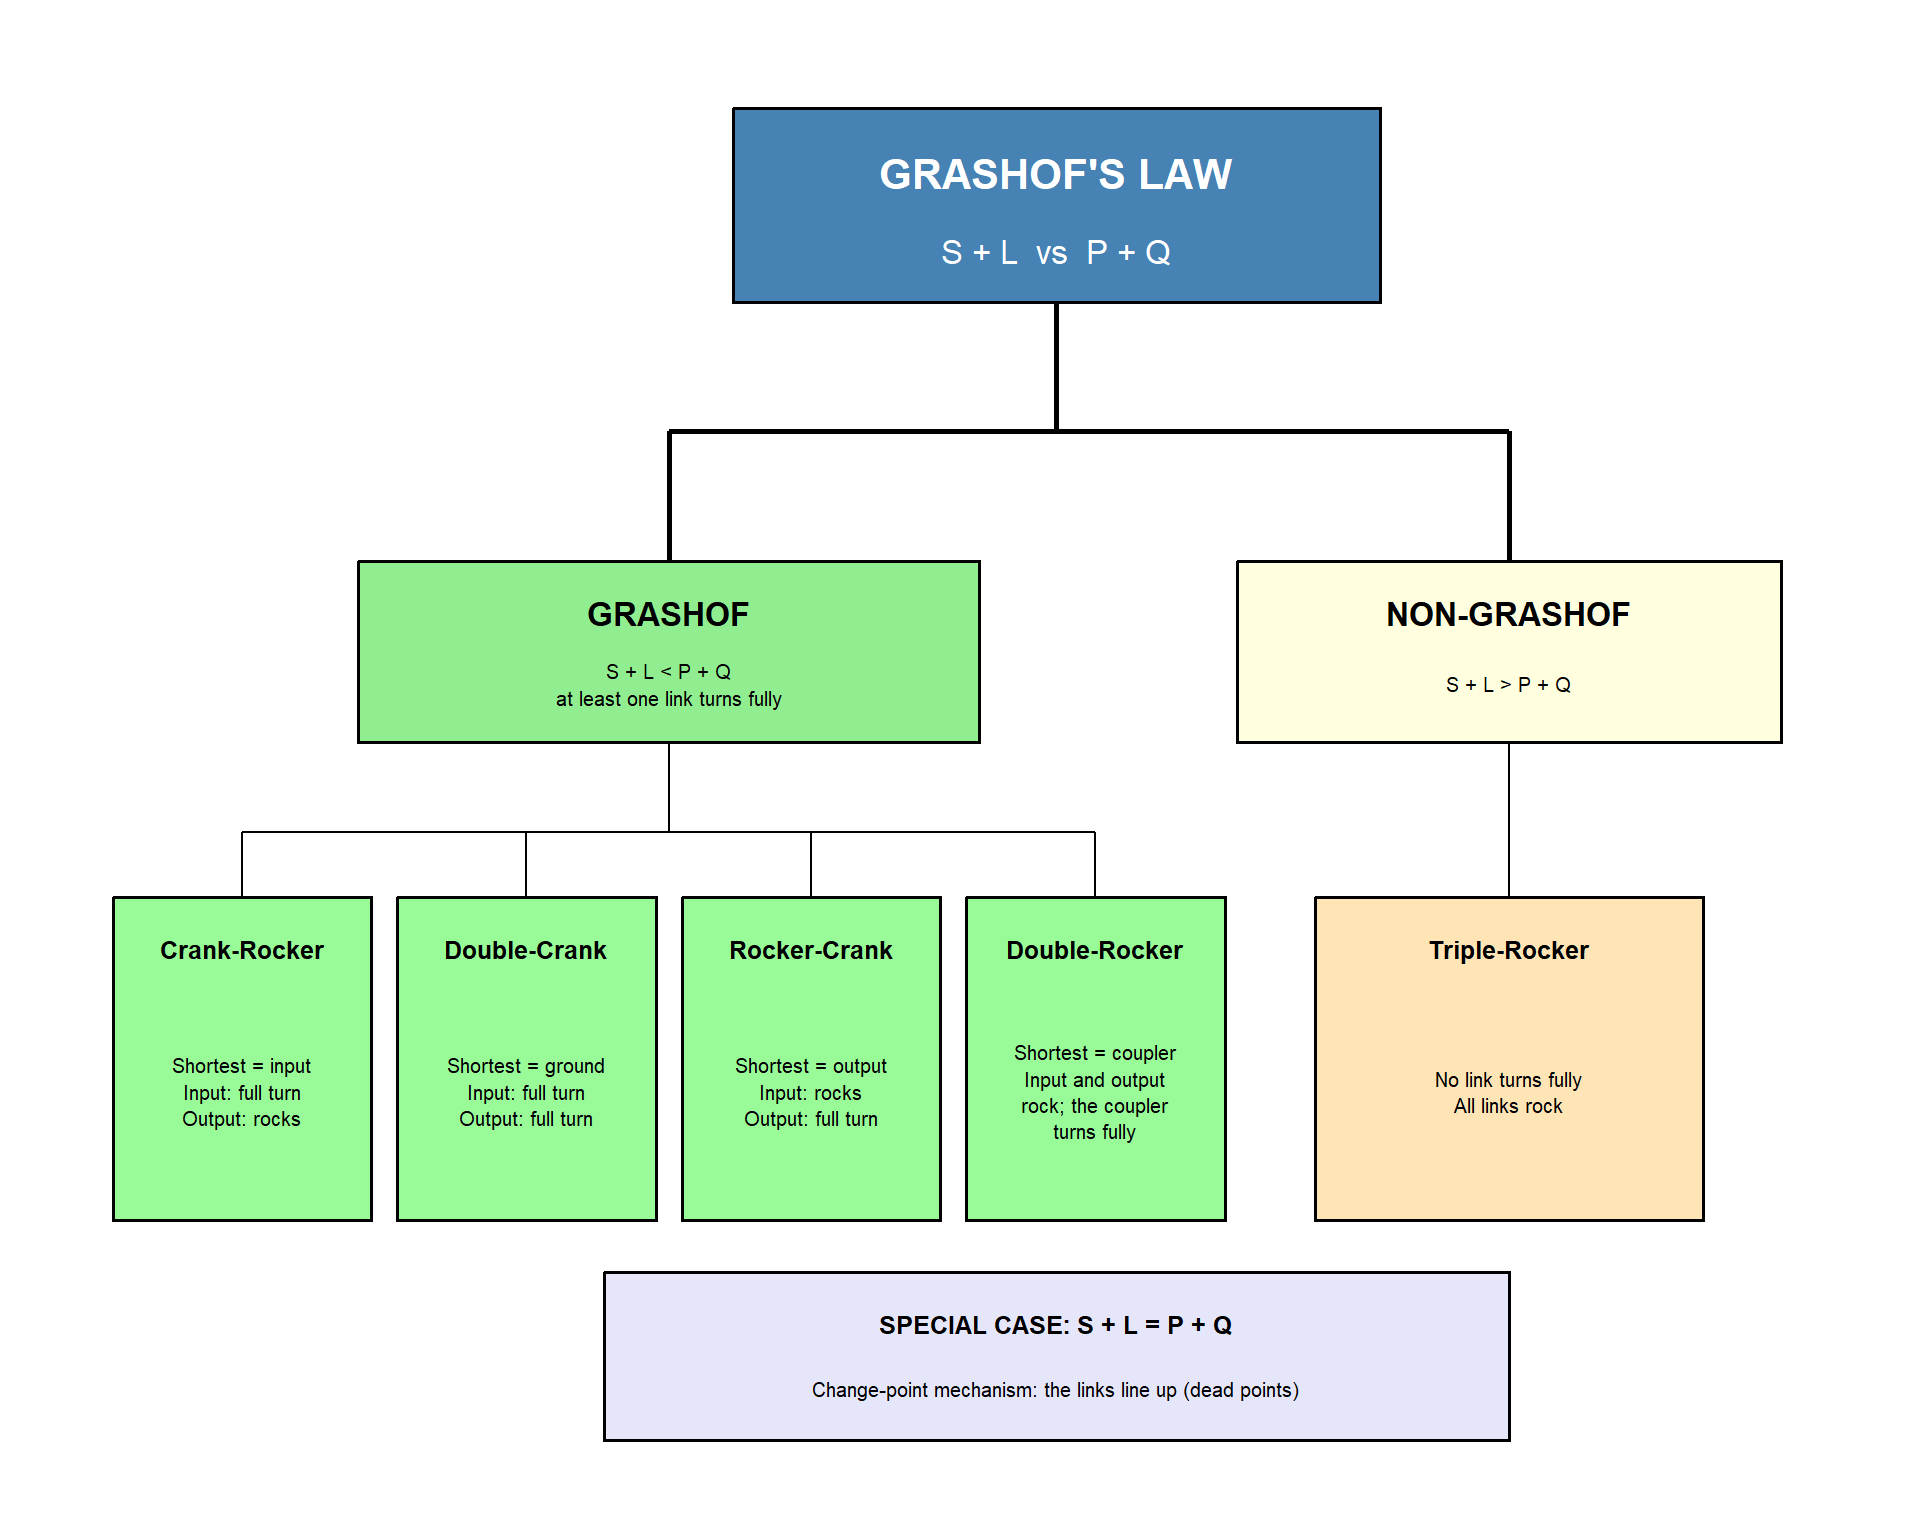 GRASHOF'S LAW
S + L vs P + Q
GRASHOF
S + L < P + Q
at least one link turns fully
NON-GRASHOF
S + L > P + Q
Crank-Rocker
Shortest = input
Input: full turn
Output: rocks
Double-Crank
Shortest = ground
Input: full turn
Output: full turn
Rocker-Crank
Shortest = output
Input: rocks
Output: full turn
Double-Rocker
Shortest = coupler
Input and output
rock; the coupler
turns fully
Triple-Rocker
No link turns fully
All links rock
SPECIAL CASE: S + L = P + Q
Change-point mechanism: the links line up (dead points)